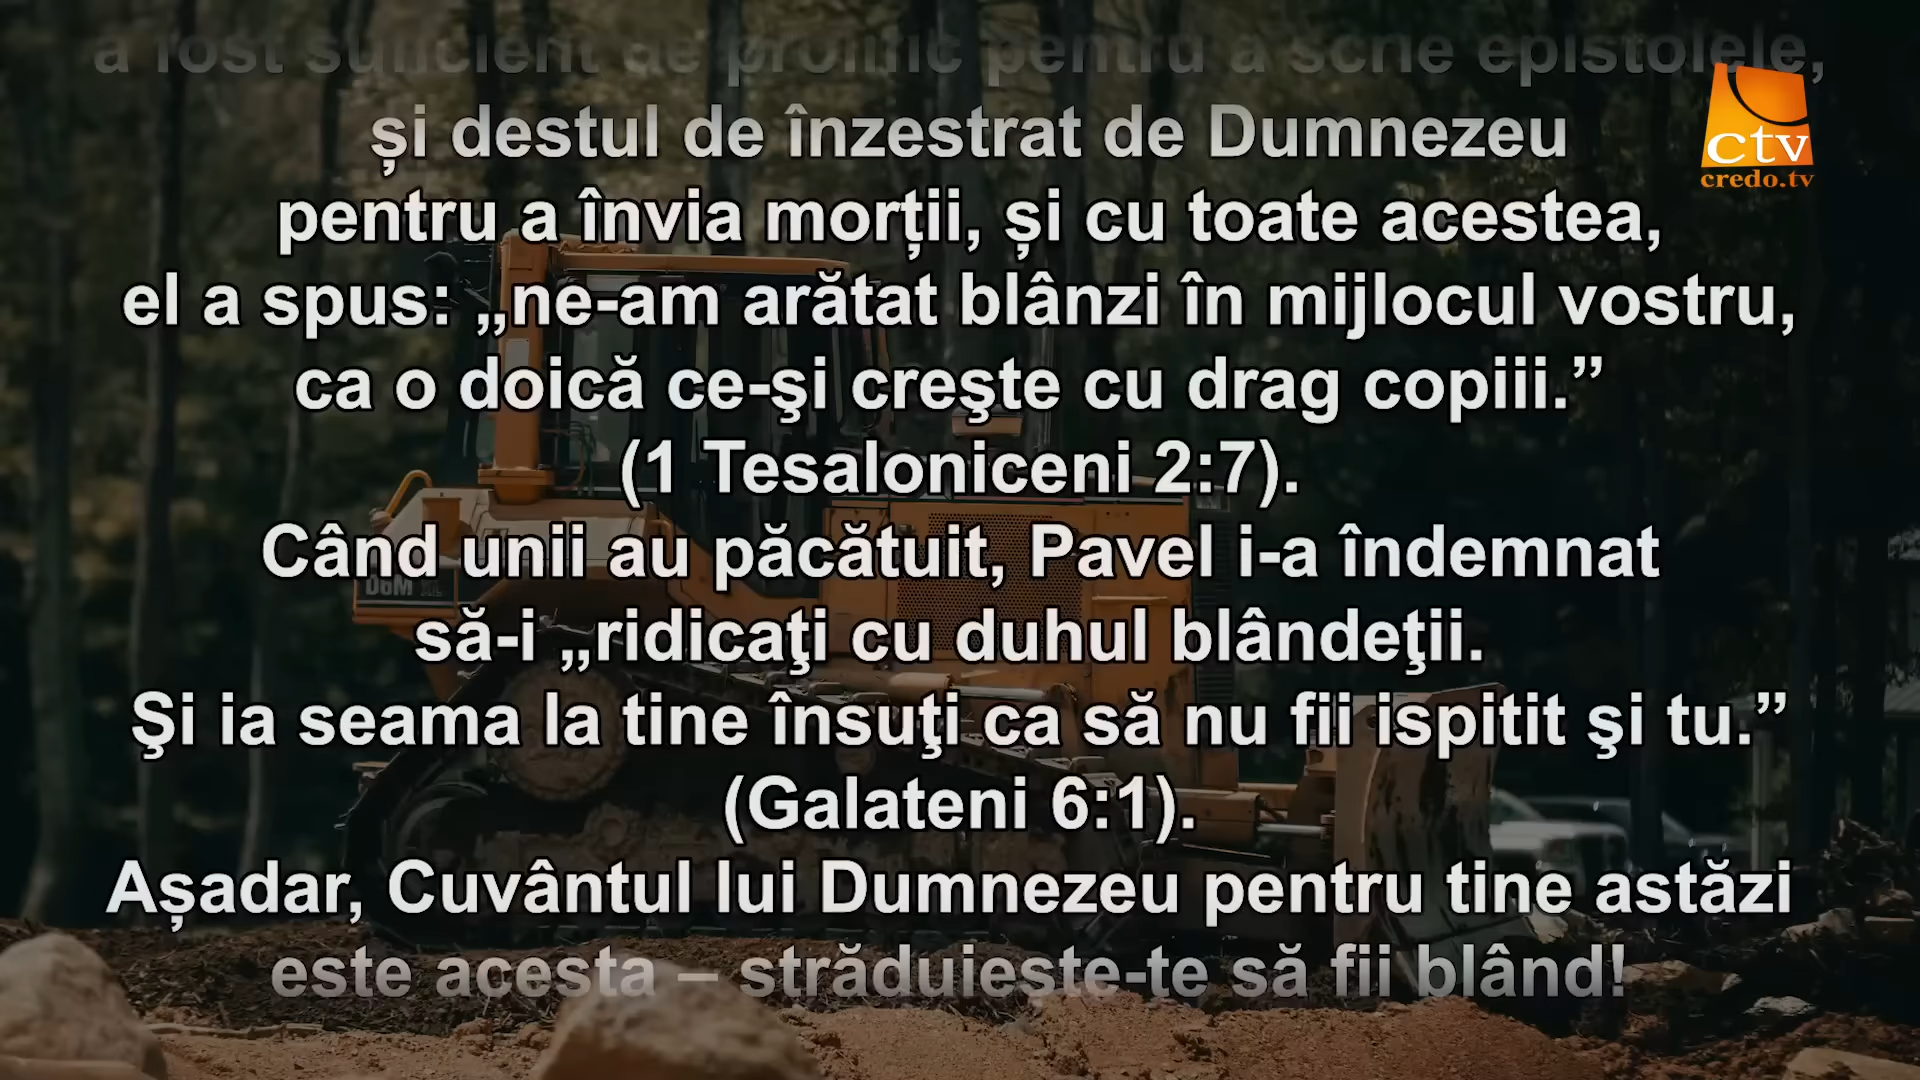 a fost suficient de prolific pentru a scrie epistolele,
și destul de înzestrat de Dumnezeu
pentru a învia morții, și cu toate acestea,
el a spus: „ne-am arătat blânzi în mijlocul vostru,
ca o doică ce-şi creşte cu drag copiii.”
(1 Tesaloniceni 2:7).
Când unii au păcătuit, Pavel i-a îndemnat
să-i „ridicaţi cu duhul blândeţii.
Şi ia seama la tine însuţi ca să nu fii ispitit şi tu.”
(Galateni 6:1).
Așadar, Cuvântul lui Dumnezeu pentru tine astăzi
este acesta – străduiește-te să fii blând!
ctv
credo.tv
D6M XL